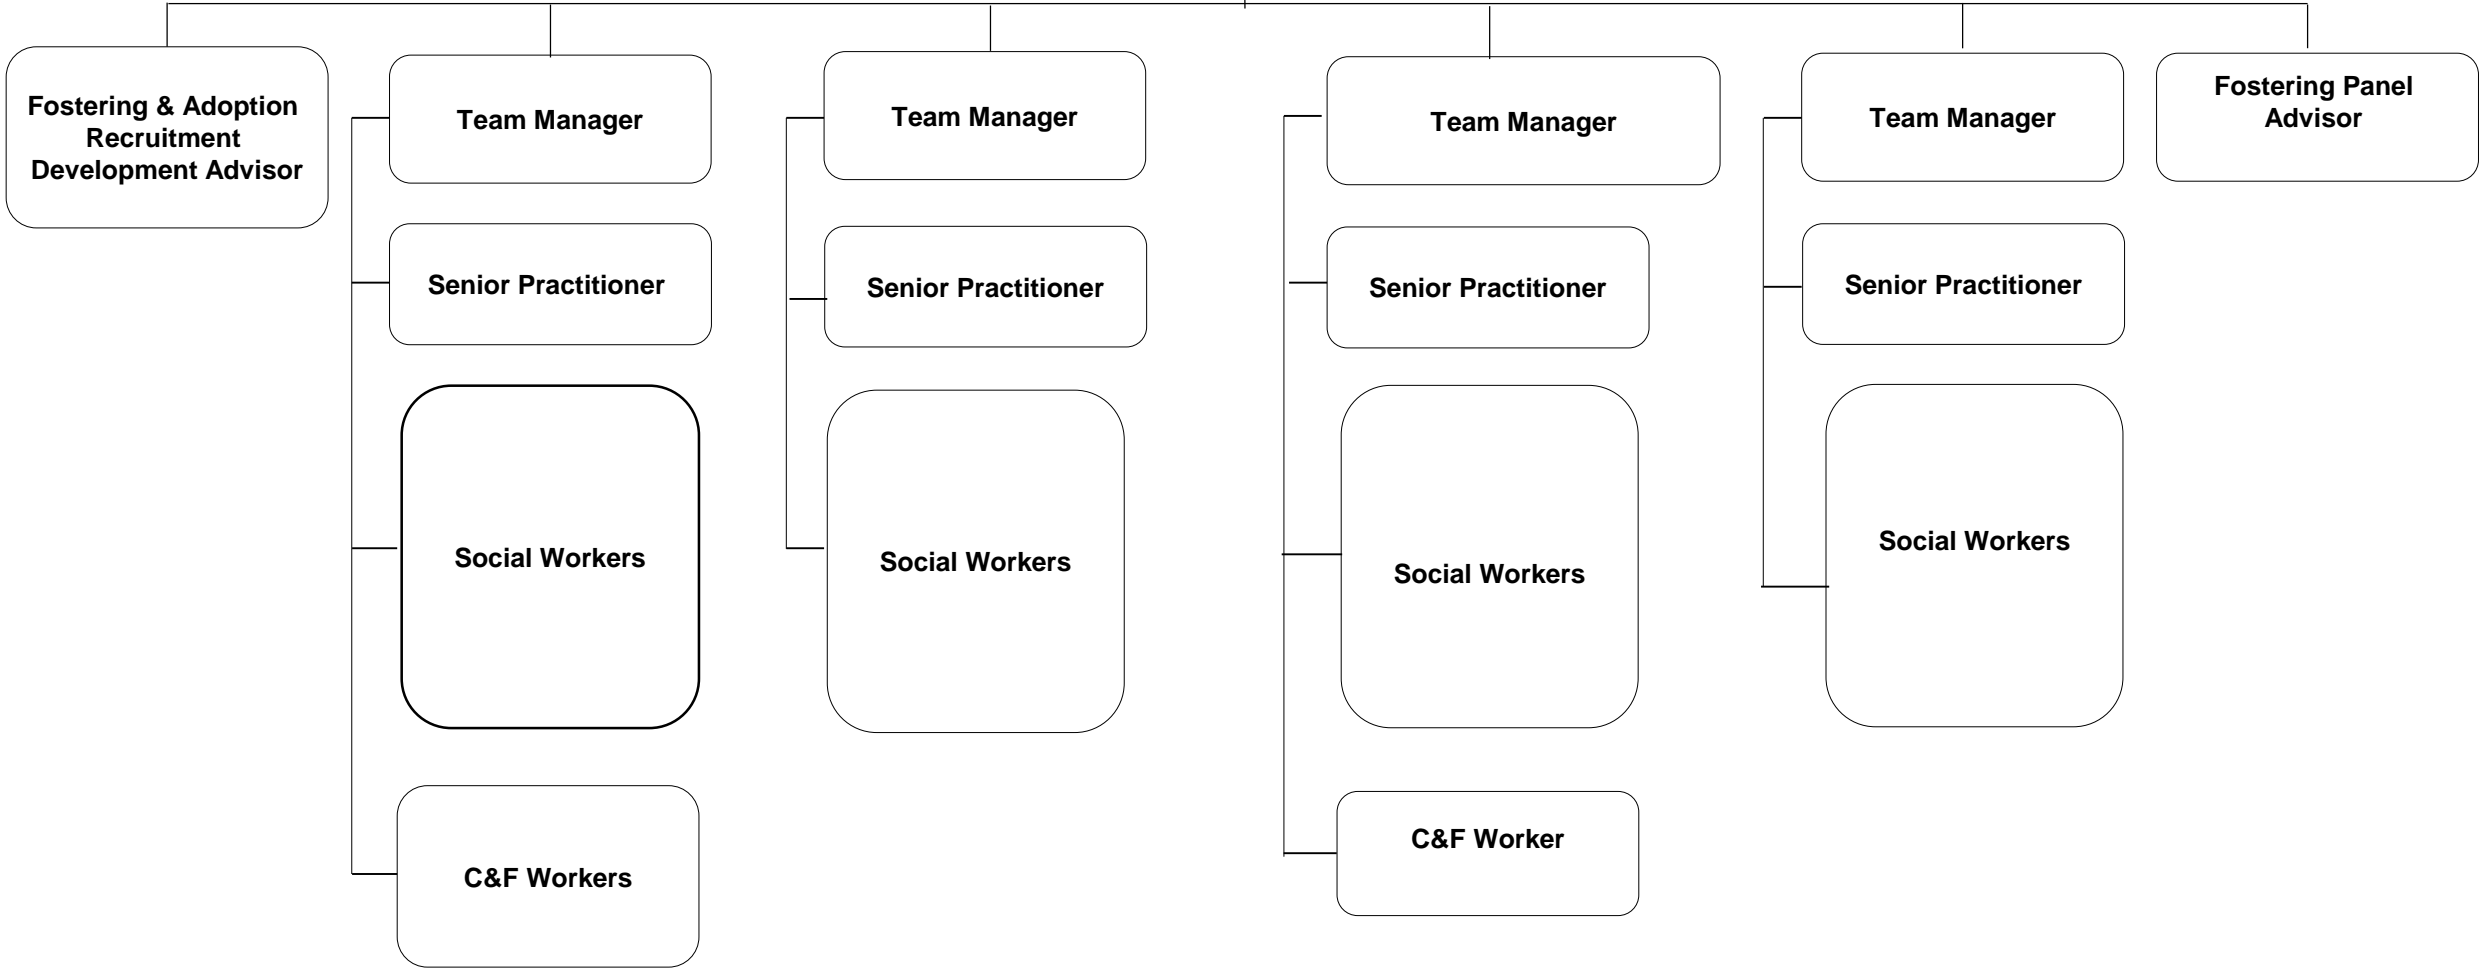 Fostering & Adoption
Recruitment
Development Advisor
Team Manager
Team Manager
Team Manager
Team Manager
Fostering Panel
Advisor
Senior Practitioner
Senior Practitioner
Senior Practitioner
Senior Practitioner
Social Workers
Social Workers
Social Workers
Social Workers
C&F Workers
C&F Worker